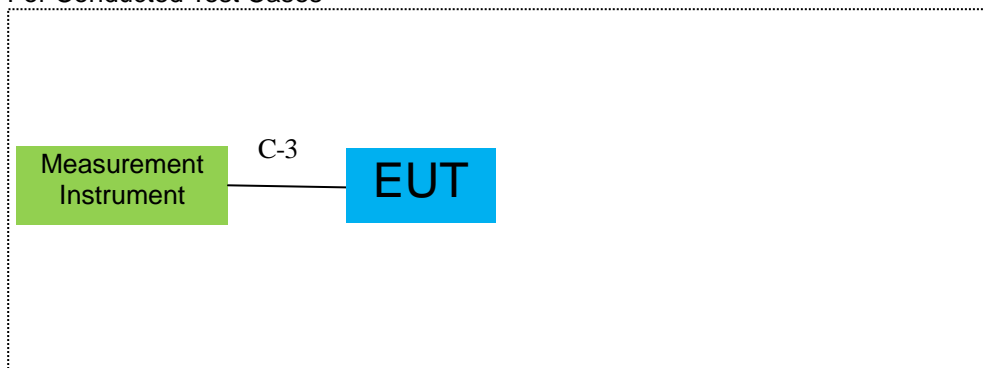 For Conducted Test Cases
C-3
Measurement
Instrument
EUT